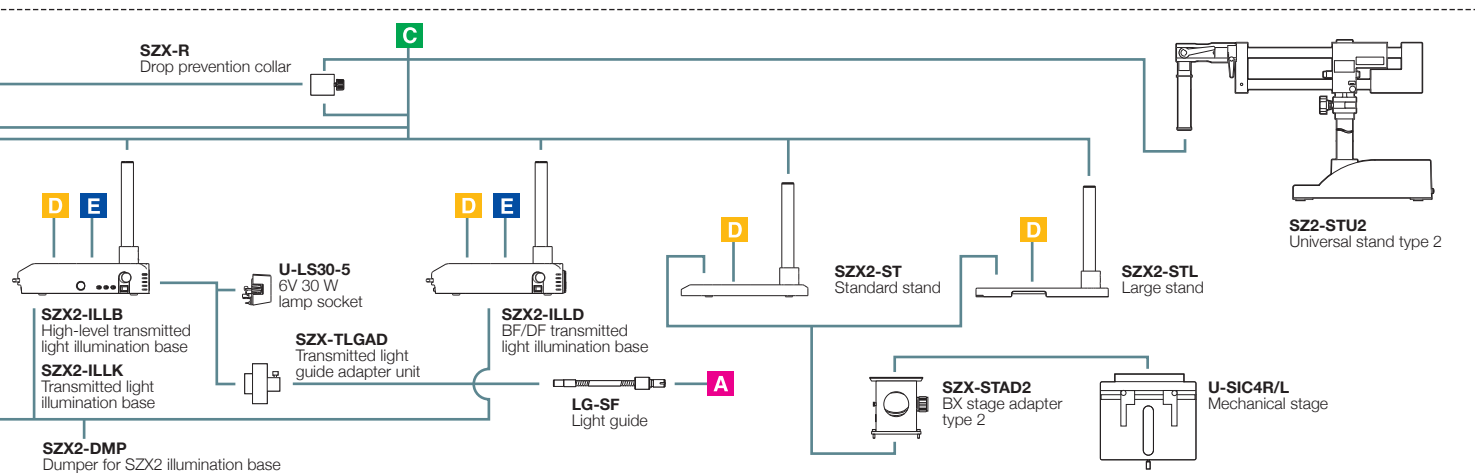 C
SZX-R
Drop prevention collar
D
E
D
E
D
D
SZ2-STU2
Universal stand type 2
U-LS30-5
6V 30 W
lamp socket
SZX2-ST
Standard stand
SZX2-STL
Large stand
SZX2-ILLB
High-level transmitted
light illumination base
SZX2-ILLK
Transmitted light
illumination base
SZX-TLGAD
Transmitted light
guide adapter unit
SZX2-ILLD
BF/DF transmitted
light illumination base
A
LG-SF
Light guide
SZX-STAD2
BX stage adapter
type 2
U-SIC4R/L
Mechanical stage
SZX2-DMP
Dumper for SZX2 illumination base